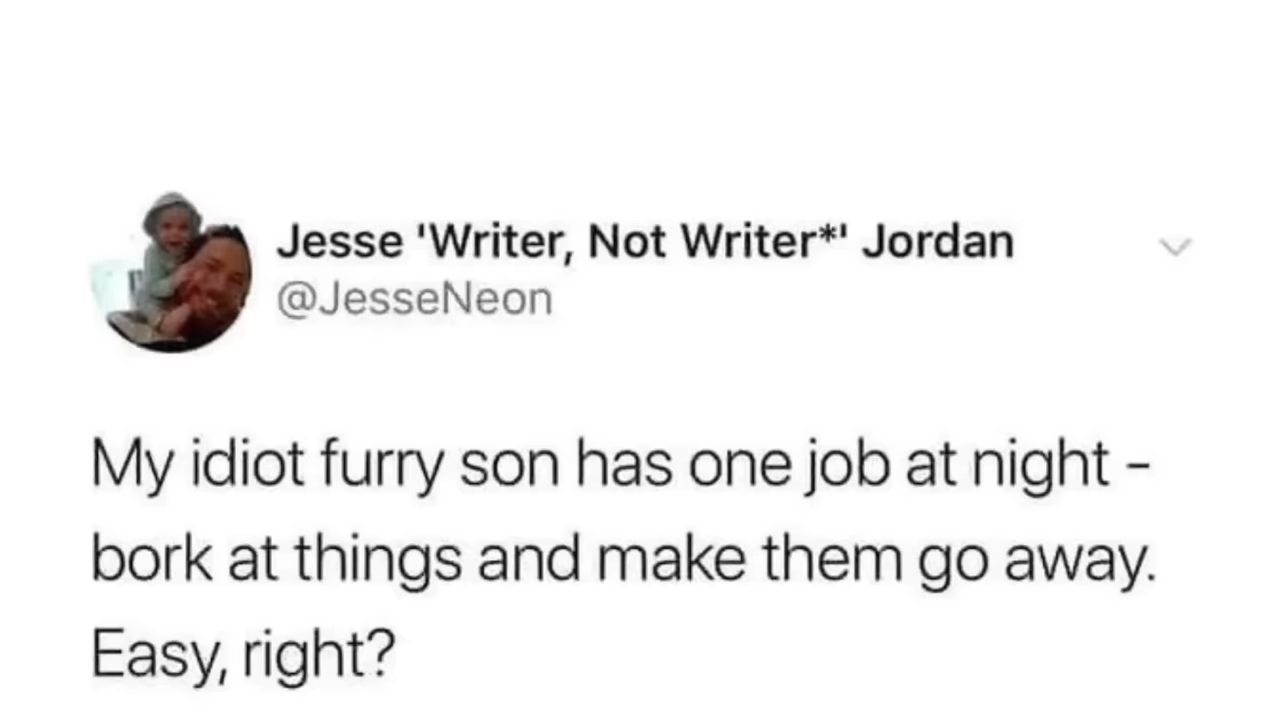 Jesse 'Writer, Not Writer*' Jordan
@JesseNeon
My idiot furry son has one job at night -
bork at things and make them go away.
Easy, right?